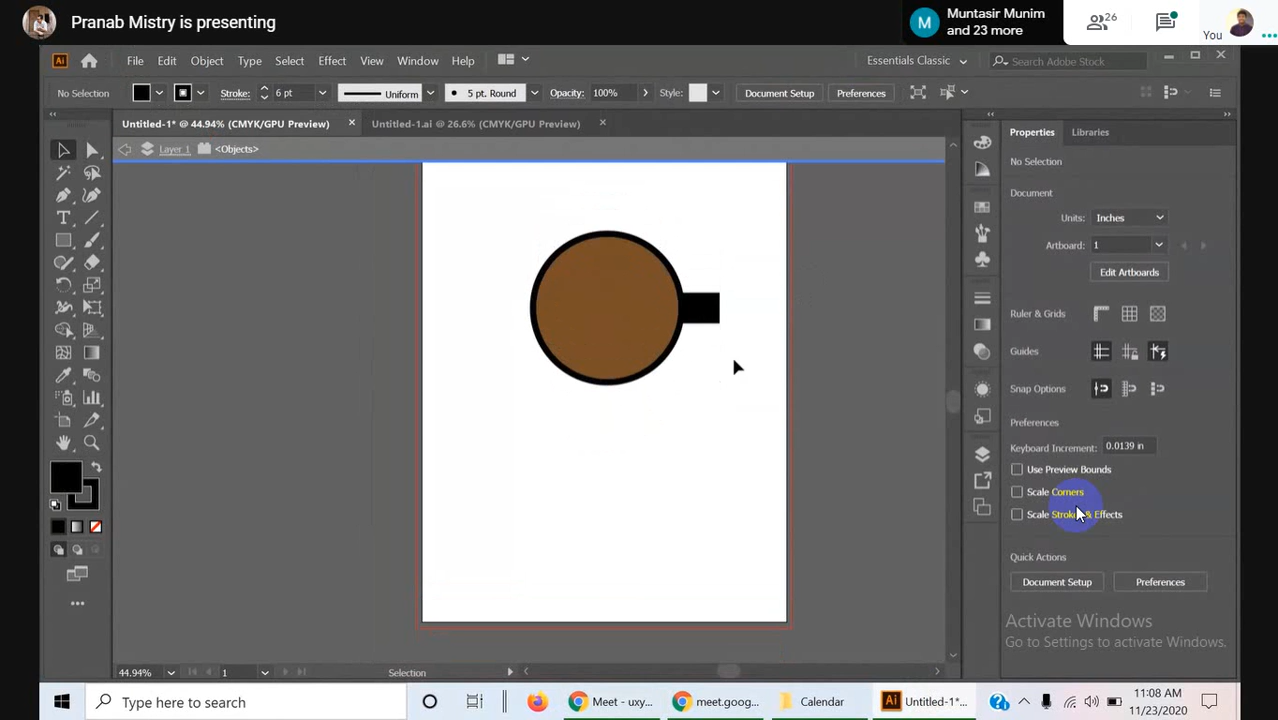 Pranab Mistry is presenting
M
Muntasir Munim
and 23 more
26
You
Ai
File Edit Object Type Select Effect View Window Help
Essentials Classic
Search Adobe Stock
No Selection
Stroke: 6 pt
Uniform
5 pt. Round
Opacity: 100%
Style:
Document Setup
Preferences
Untitled-1* @ 44.94% (CMYK/GPU Preview)
Untitled-1.ai @ 26.6% (CMYK/GPU Preview)
Layer 1
<Objects>
Properties
Libraries
No Selection
Document
Units: Inches
Artboard: 1
Edit Artboards
Ruler & Grids
Guides
Snap Options
Preferences
Keyboard Increment: 0.0139 in
Use Preview Bounds
Scale Corners
Scale Strokes & Effects
Quick Actions
Document Setup
Preferences
Activate Windows
Go to Settings to activate Windows.
44.94%
1
Selection
Type here to search
Meet - uxy...
meet.goog...
Calendar
Ai
Untitled-1*...
11:08 AM
11/23/2020